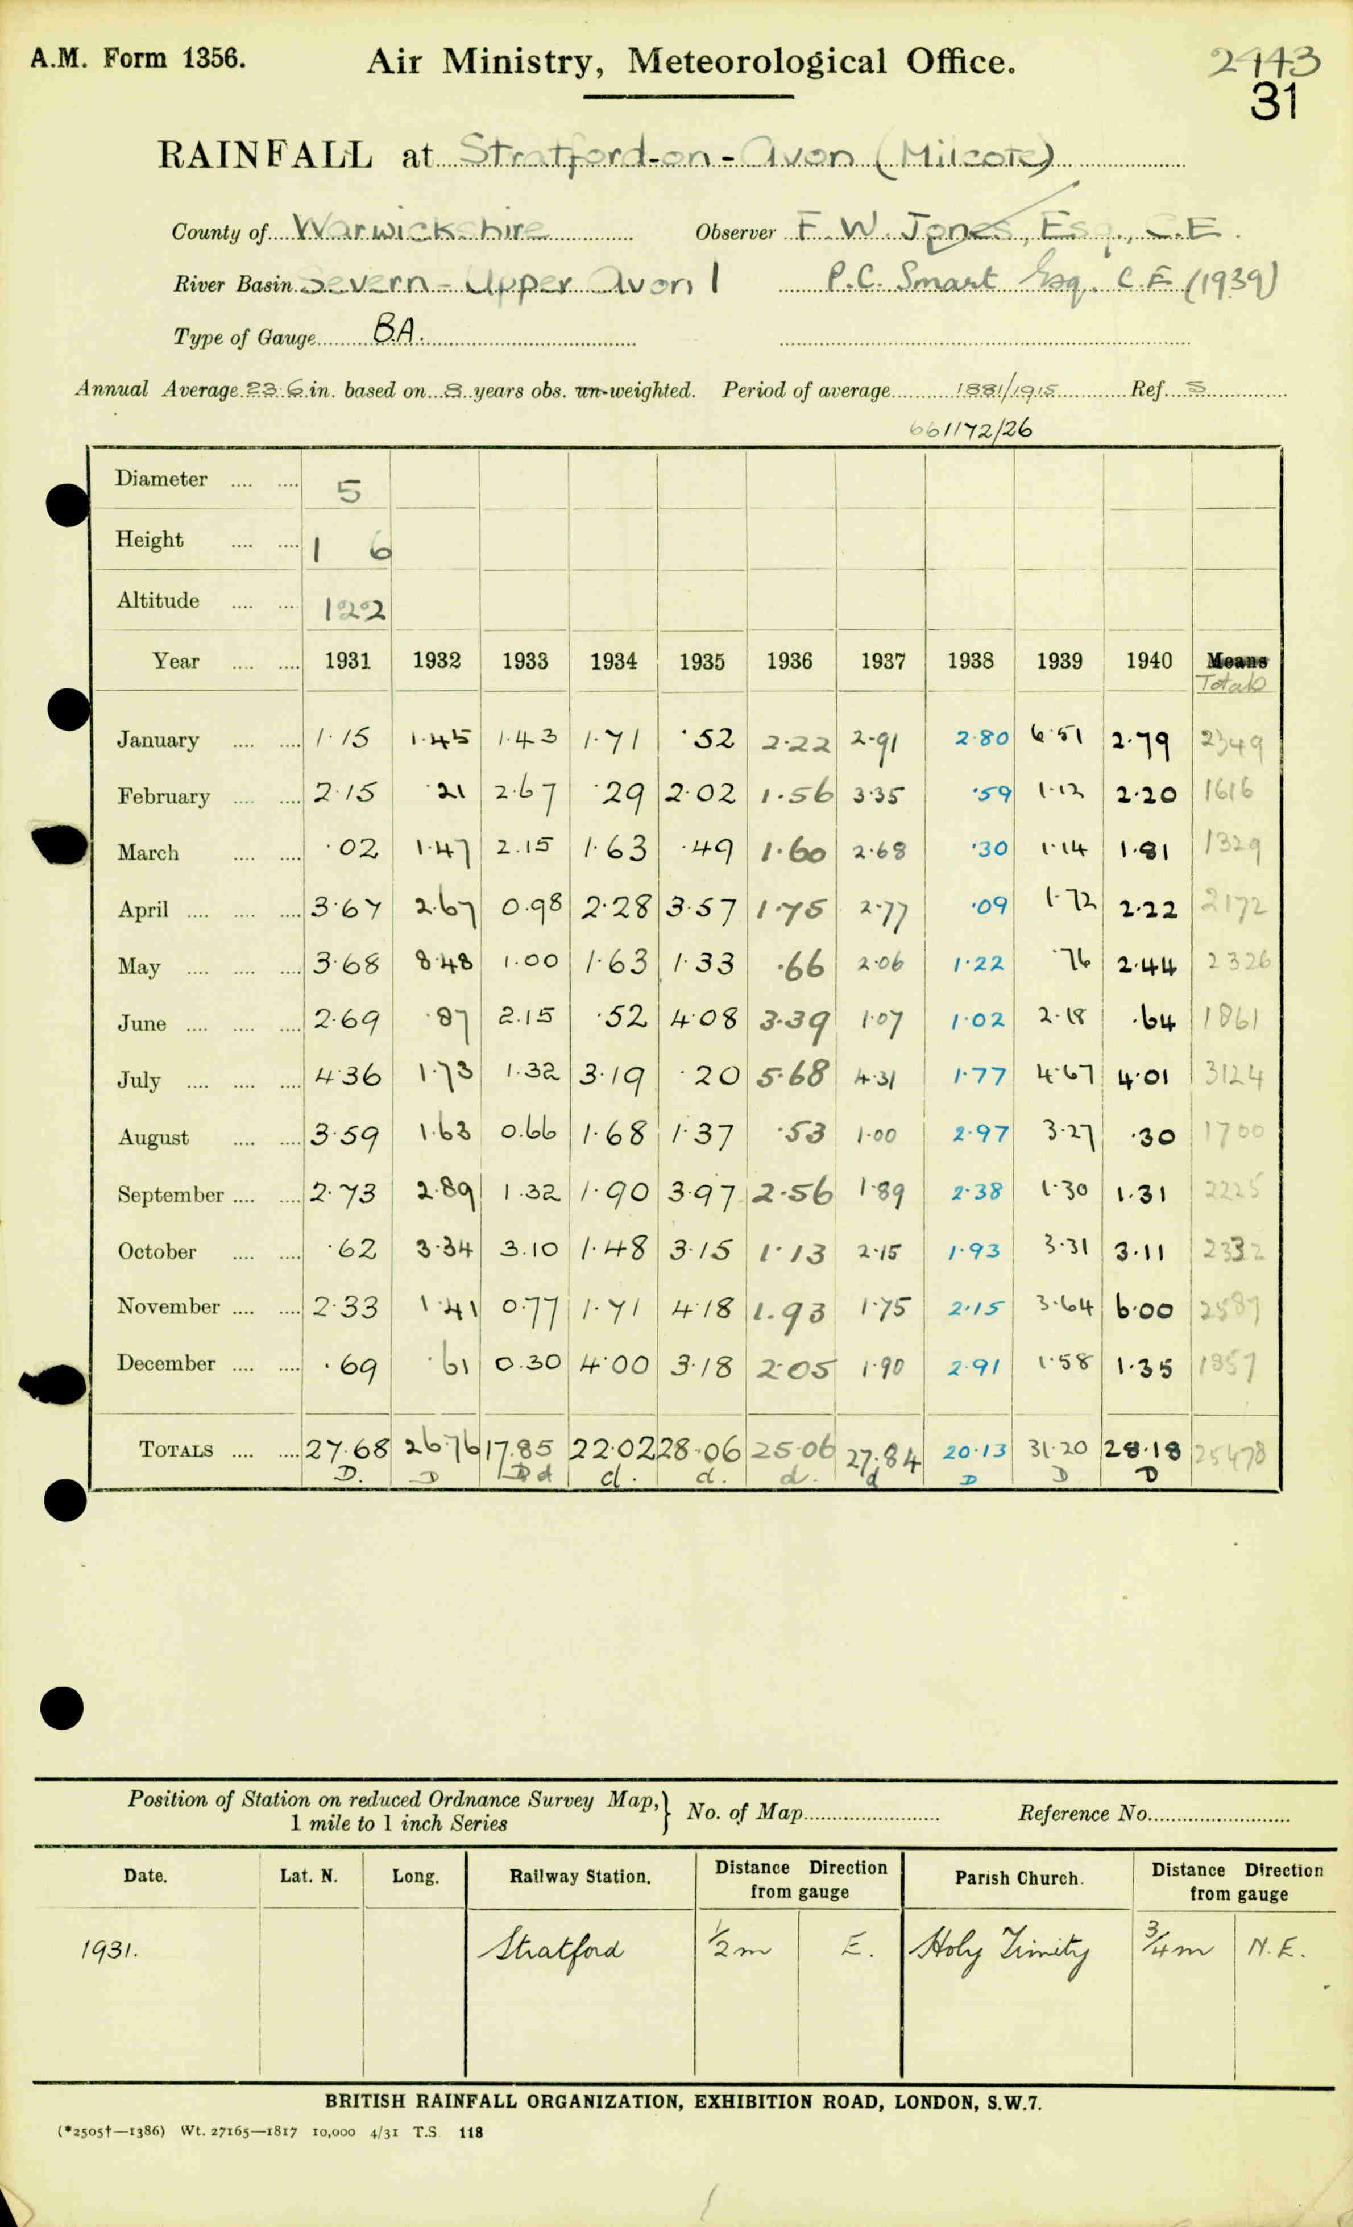 A.M. Form 1356. Air Ministry, Meteorological Office. 2443
31
RAINFALL at Stratford-on-Avon (Milcote)
County of Warwickshire Observer F. W. Jones, Esq., C.E.
River Basin Severn - Upper Avon 1 P.C. Smart Esq. C.E (1939)
Type of Gauge BA.
Annual Average 23.6 in. based on 8 years obs. un-weighted. Period of average 1881/1915 Ref. S
661172/26
Diameter .... .... 5
Height .... .... 1 6
Altitude .... .... 122
Year .... .... 1931 1932 1933 1934 1935 1936 1937 1938 1939 1940 Means
Totals
January .... .... 1·15 1·45 1·43 1·71 ·52 2·22 2·91 2·80 6·51 2·79 2349
February .... .... 2·15 ·21 2·67 ·29 2·02 1·56 3·35 ·59 1·12 2·20 1616
March .... .... ·02 1·47 2.15 1·63 ·49 1·60 2·68 ·30 1·14 1·81 1329
April .... .... .... 3·67 2·67 0.98 2·28 3·57 1·75 2·77 ·09 1·72 2·22 2172
May .... .... .... 3·68 8·48 1.00 1·63 1·33 ·66 2·06 1·22 ·76 2·44 2326
June .... .... .... 2·69 ·87 2.15 ·52 4·08 3·39 1·07 1·02 2·18 ·64 1861
July .... .... .... 4·36 1·73 1.32 3·19 ·20 5·68 4·31 1·77 4·67 4·01 3124
August .... .... 3·59 1·63 0.66 1·68 1·37 ·53 1·00 2·97 3·27 ·30 1700
September .... .... 2·73 2·89 1.32 1·90 3·97 2·56 1·89 2·38 1·30 1·31 2225
October .... .... ·62 3·34 3.10 1·48 3·15 1·13 2·15 1·93 3·31 3·11 2332
November .... .... 2·33 1·41 0.77 1·71 4·18 1.93 1·75 2·15 3·64 6·00 2587
December .... .... ·69 ·61 0.30 4·00 3·18 2·05 1·90 2·91 1·58 1·35 1857
TOTALS .... .... 27·68 26·76 17.85 22·02 28·06 25·06 27.84 20·13 31·20 28·18 25478
D. D D d d. d. d. d D D D
Position of Station on reduced Ordnance Survey Map, } No. of Map Reference No.
1 mile to 1 inch Series
Date. Lat. N. Long. Railway Station. Distance Direction from gauge Parish Church. Distance Direction from gauge
1931. Stratford ½ m E. Holy Trinity ¾ m N.E.
BRITISH RAINFALL ORGANIZATION, EXHIBITION ROAD, LONDON, S.W.7.
(*2505†—1386) Wt. 27165—1817 10,000 4/31 T.S. 118